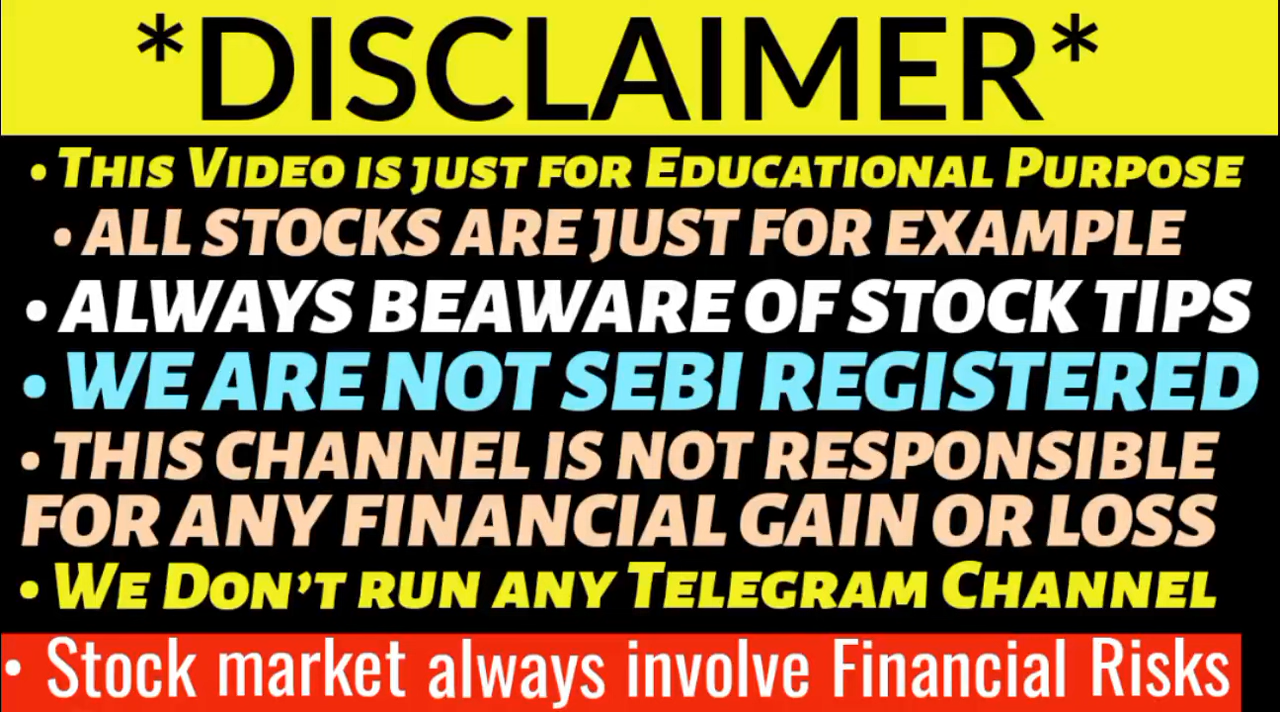 *DISCLAIMER*
• THIS VIDEO IS JUST FOR EDUCATIONAL PURPOSE
• ALL STOCKS ARE JUST FOR EXAMPLE
• ALWAYS BEAWARE OF STOCK TIPS
• WE ARE NOT SEBI REGISTERED
• THIS CHANNEL IS NOT RESPONSIBLE
FOR ANY FINANCIAL GAIN OR LOSS
• WE DON'T RUN ANY TELEGRAM CHANNEL
• Stock market always involve Financial Risks